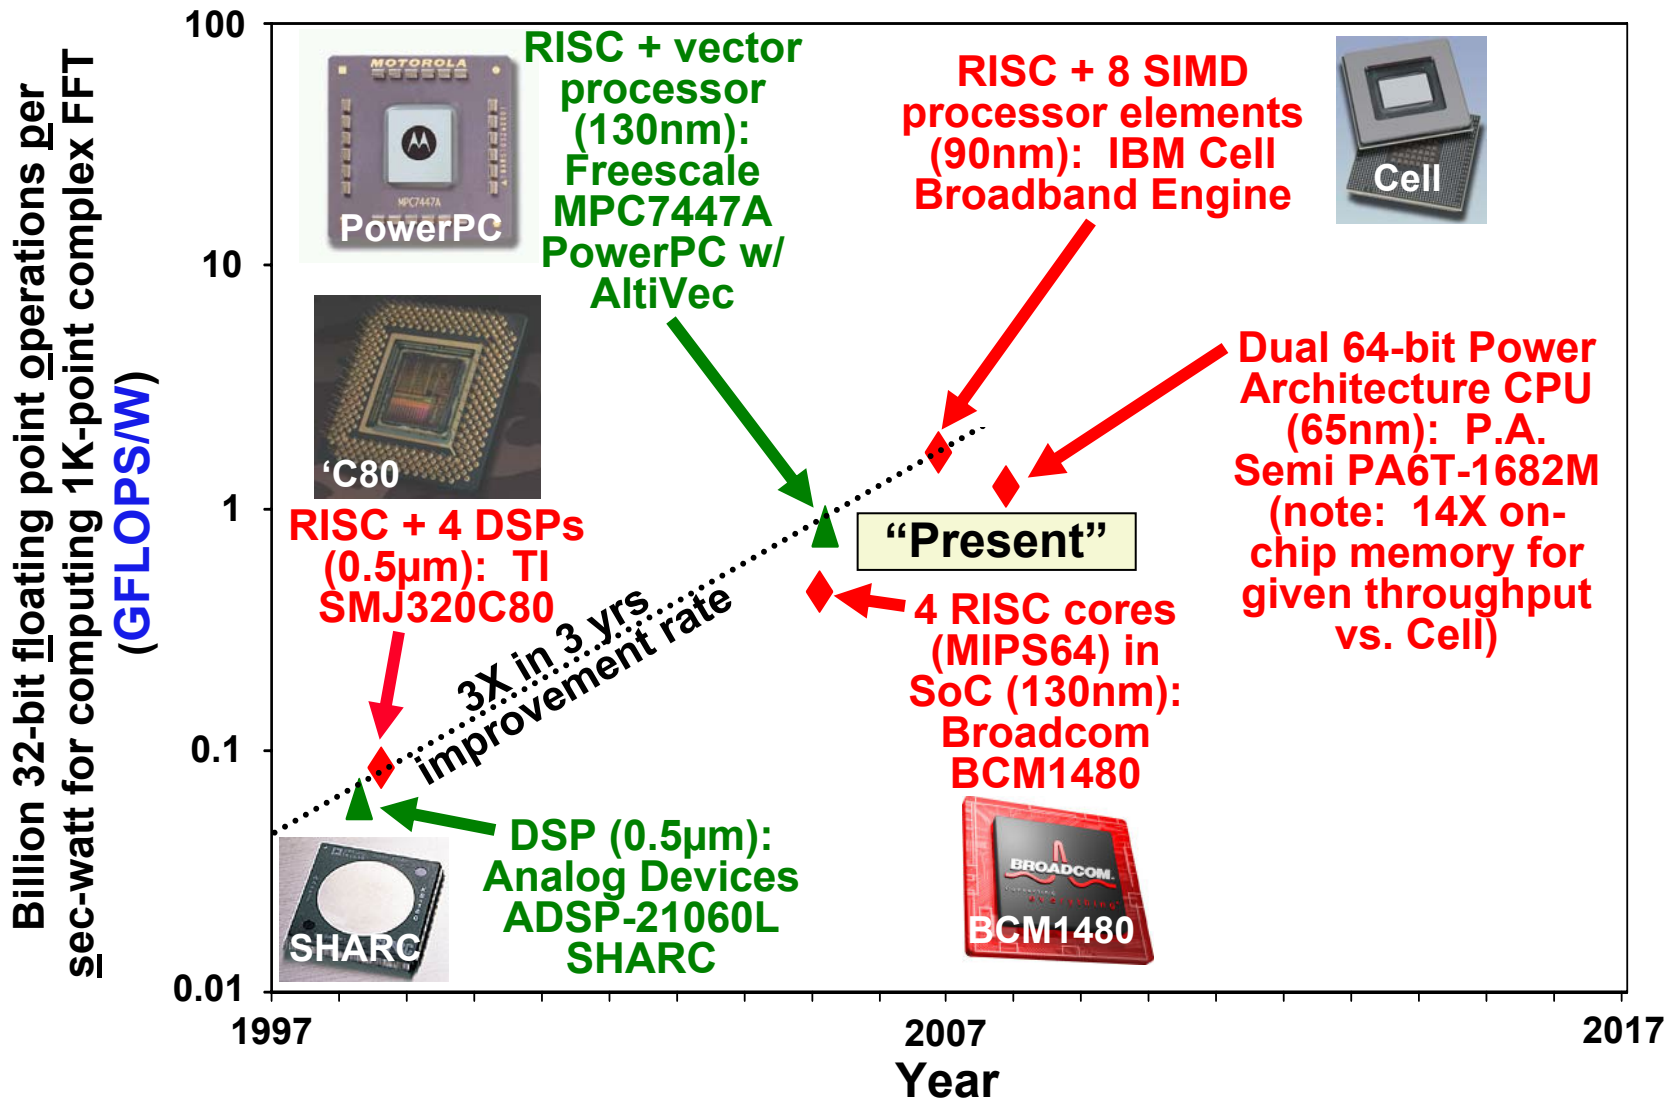 Billion 32-bit floating point operations per
sec-watt for computing 1K-point complex FFT
(GFLOPS/W)
100
10
1
0.1
0.01
1997
2007
2017
Year
MOTOROLA
MPC7447A
PowerPC
RISC + vector
processor
(130nm):
Freescale
MPC7447A
PowerPC w/
AltiVec
RISC + 8 SIMD
processor elements
(90nm): IBM Cell
Broadband Engine
Cell
'C80
RISC + 4 DSPs
(0.5µm): TI
SMJ320C80
Dual 64-bit Power
Architecture CPU
(65nm): P.A.
Semi PA6T-1682M
(note: 14X on-
chip memory for
given throughput
vs. Cell)
“Present”
3X in 3 yrs
improvement rate
4 RISC cores
(MIPS64) in
SoC (130nm):
Broadcom
BCM1480
SHARC
DSP (0.5µm):
Analog Devices
ADSP-21060L
SHARC
BROADCOM.
everything
BCM1480